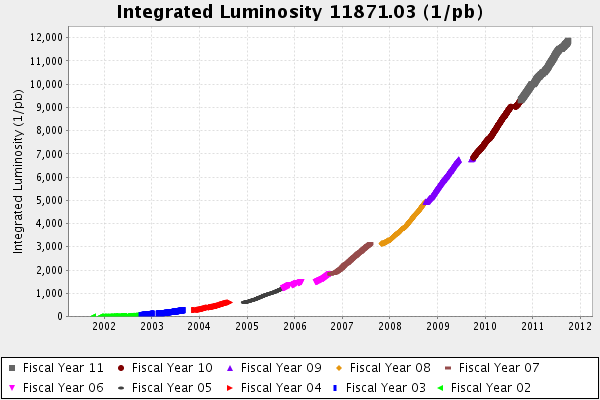 Integrated Luminosity 11871.03 (1/pb)
Integrated Luminosity (1/pb)
12,000
11,000
10,000
9,000
8,000
7,000
6,000
5,000
4,000
3,000
2,000
1,000
0
2002 2003 2004 2005 2006 2007 2008 2009 2010 2011 2012
Fiscal Year 11 Fiscal Year 10 Fiscal Year 09 Fiscal Year 08 Fiscal Year 07
Fiscal Year 06 Fiscal Year 05 Fiscal Year 04 Fiscal Year 03 Fiscal Year 02